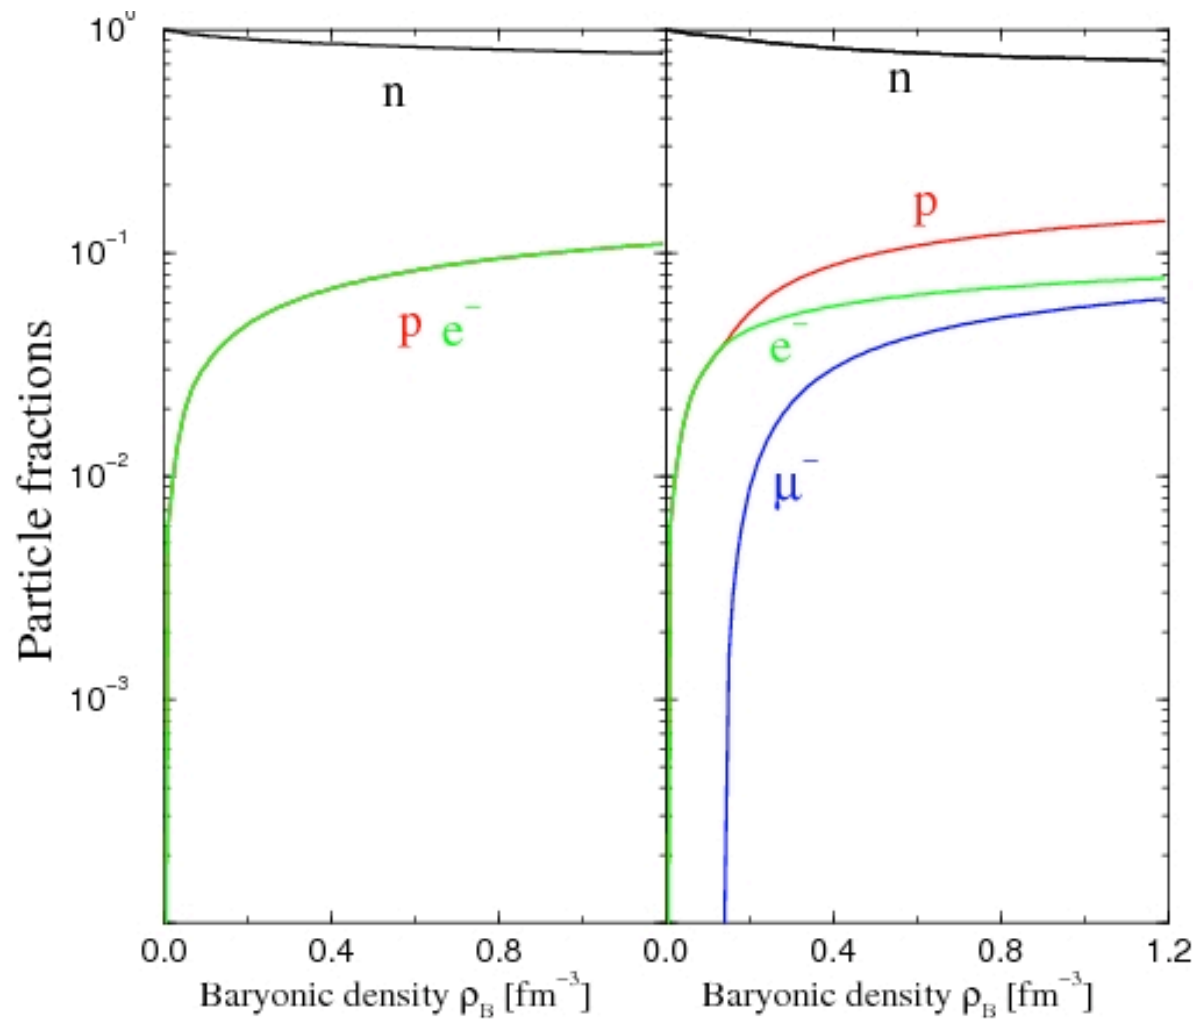 Particle fractions
10⁰
10⁻¹
10⁻²
10⁻³
n
p e⁻
0.0 0.4 0.8
Baryonic density ρ_B [fm⁻³]
n
p
e⁻
μ⁻
0.0 0.4 0.8 1.2
Baryonic density ρ_B [fm⁻³]